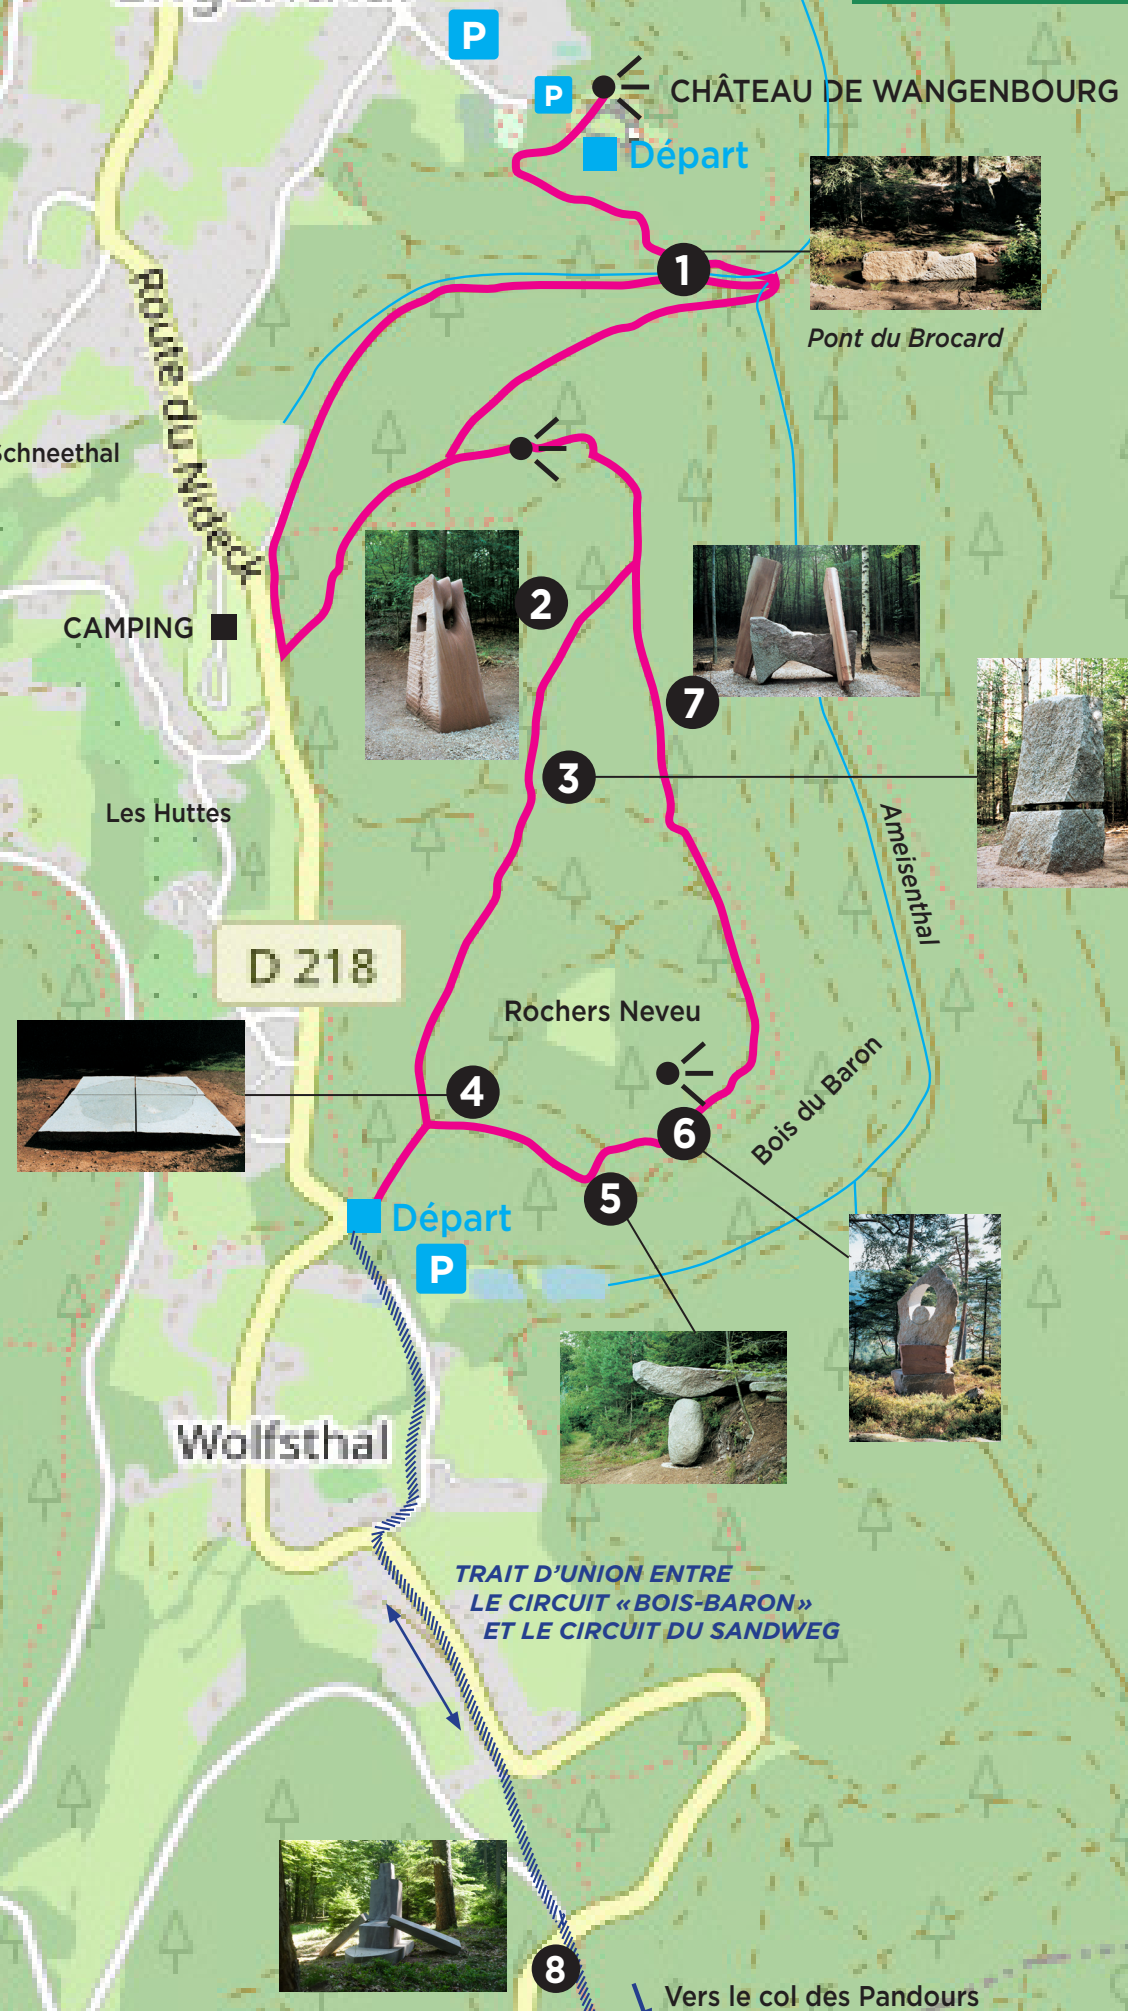 P
P
CHÂTEAU DE WANGENBOURG
Départ
1
Pont du Brocard
Route du Nideck
Schneethal
2
CAMPING
7
3
Les Huttes
Ameisenthal
D 218
Rochers Neveu
4
Bois du Baron
6
5
Départ
P
Wolfsthal
TRAIT D'UNION ENTRE
LE CIRCUIT «BOIS-BARON»
ET LE CIRCUIT DU SANDWEG
8
Vers le col des Pandours